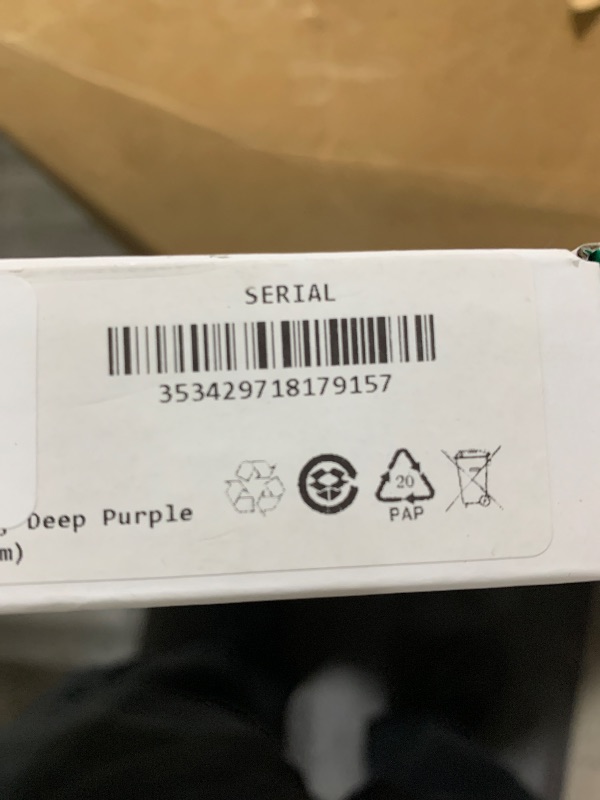 SERIAL
353429718179157
20
PAP
, Deep Purple
m)